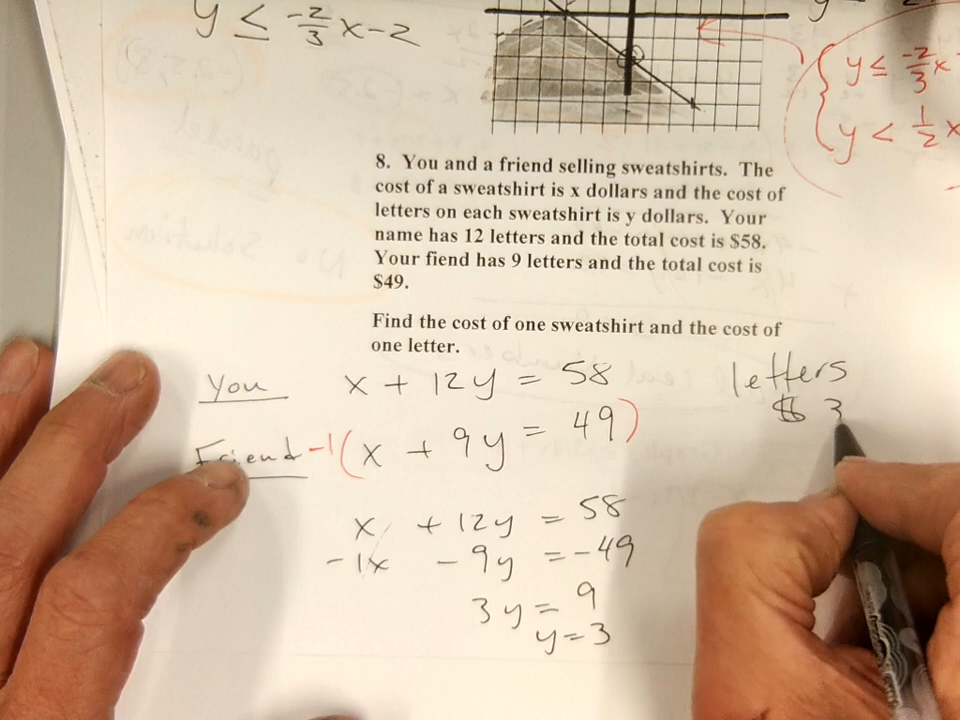 y ≤ -2/3 x - 2
y ≤ -2/3 x
y < 1/2 x
8. You and a friend selling sweatshirts. The
cost of a sweatshirt is x dollars and the cost of
letters on each sweatshirt is y dollars. Your
name has 12 letters and the total cost is $58.
Your fiend has 9 letters and the total cost is
$49.
Find the cost of one sweatshirt and the cost of
one letter.
You x + 12y = 58
letters
$ 3
Friend -1(x + 9y = 49)
x + 12y = 58
-1x - 9y = -49
3y = 9
y = 3